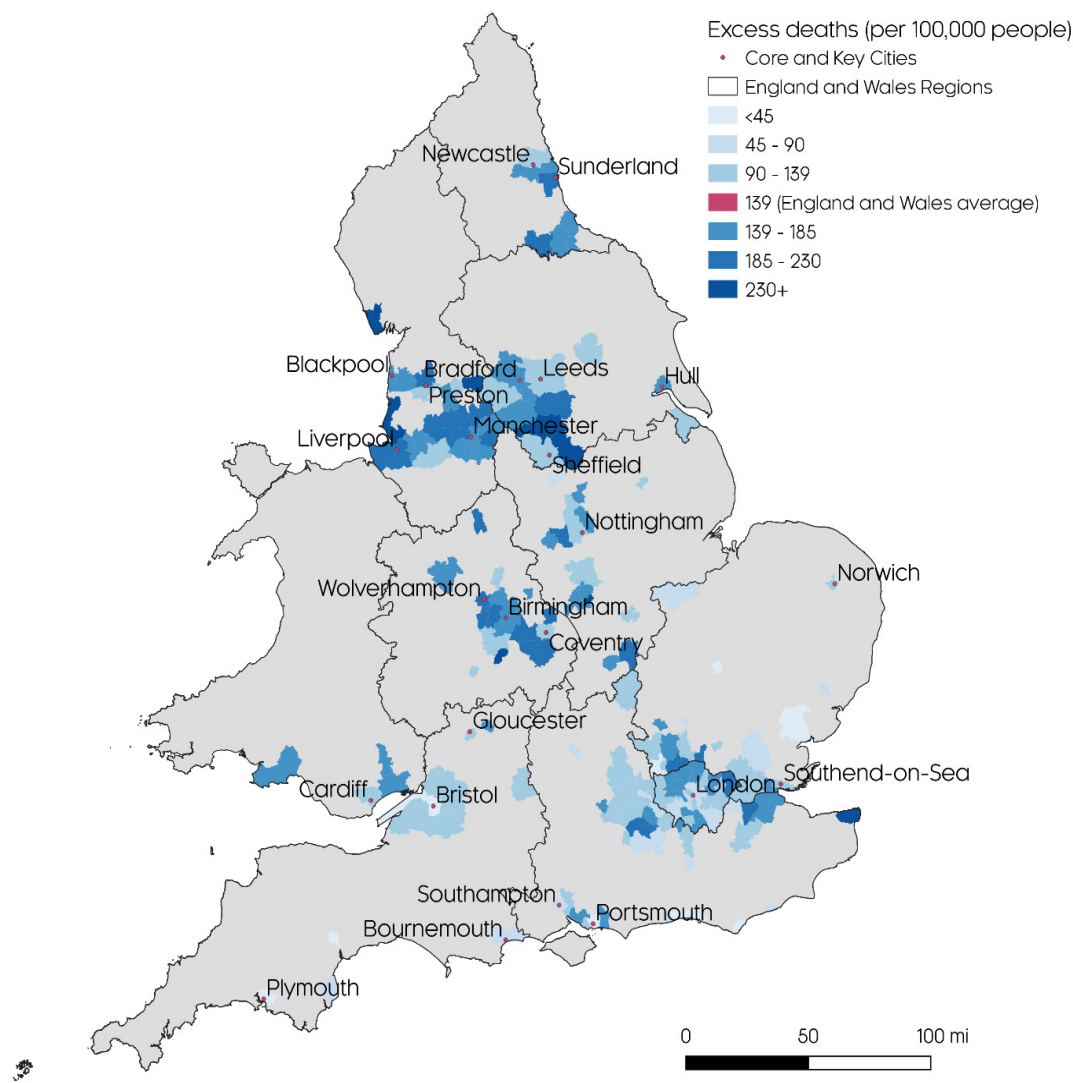 Excess deaths (per 100,000 people)
Core and Key Cities
England and Wales Regions
<45
45 - 90
90 - 139
139 (England and Wales average)
139 - 185
185 - 230
230+
Newcastle
Sunderland
Blackpool
Bradford
Leeds
Hull
Preston
Manchester
Liverpool
Sheffield
Nottingham
Norwich
Wolverhampton
Birmingham
Coventry
Gloucester
Southend-on-Sea
London
Cardiff
Bristol
Southampton
Portsmouth
Bournemouth
Plymouth
0 50 100 mi